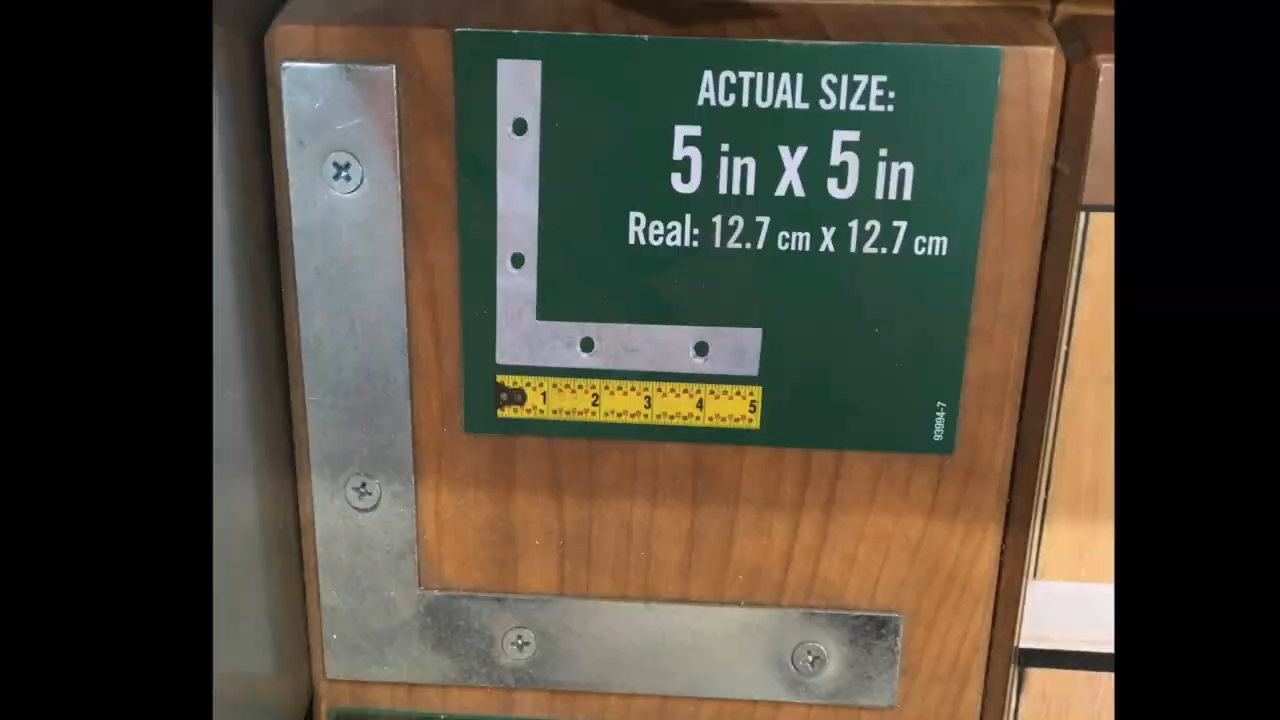 ACTUAL SIZE:
5 in x 5 in
Real: 12.7 cm x 12.7 cm
1 2 3 4 5
93994-7